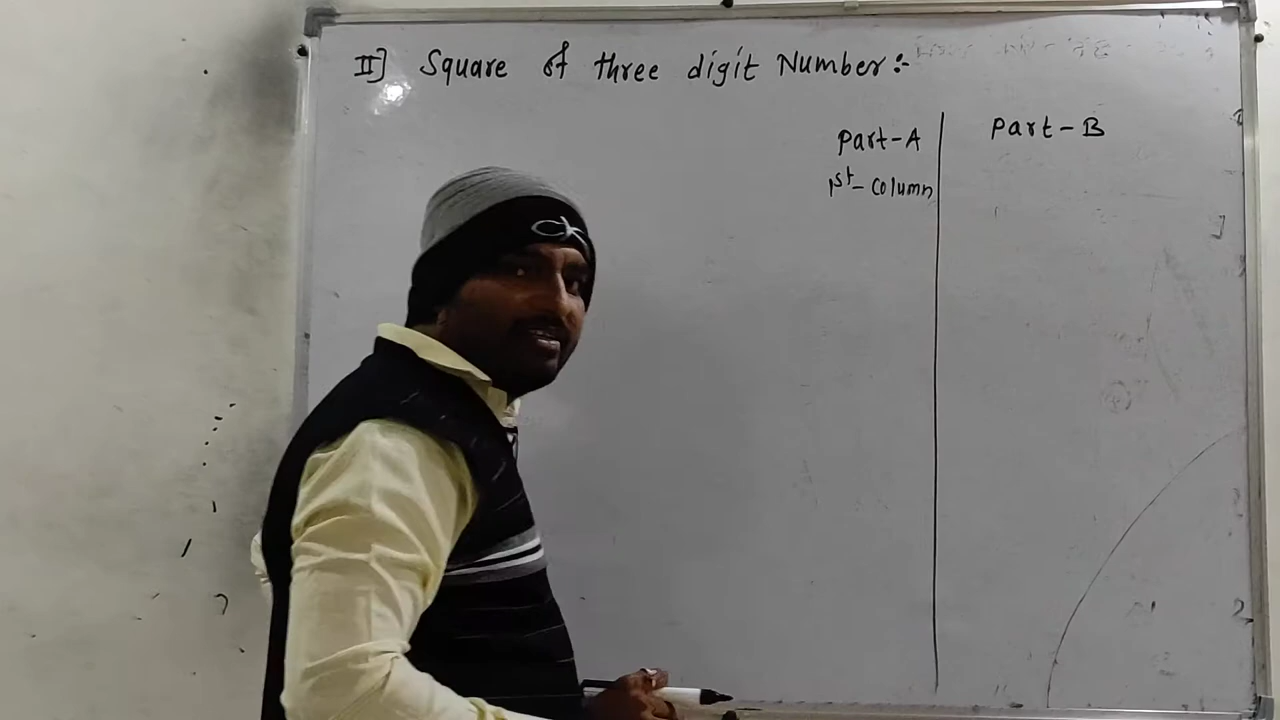 II] Square of three digit Number:-
Part-A
Part-B
1st-Column